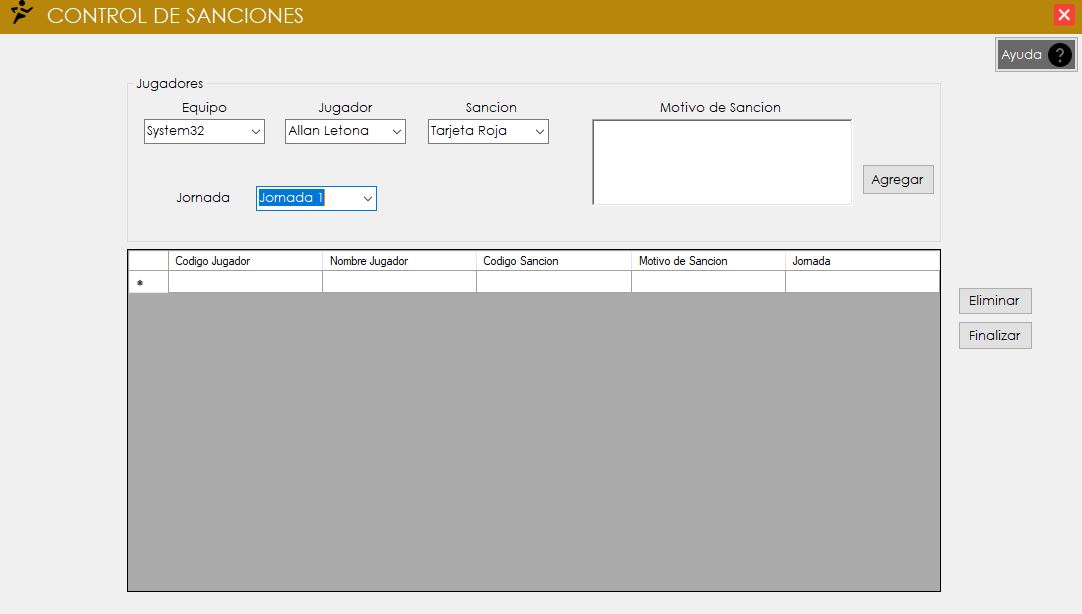 CONTROL DE SANCIONES
Ayuda ?
Jugadores
Equipo Jugador Sancion Motivo de Sancion
System32 Allan Letona Tarjeta Roja
Agregar
Jornada Jornada 1
Codigo Jugador Nombre Jugador Codigo Sancion Motivo de Sancion Jornada
Eliminar
Finalizar